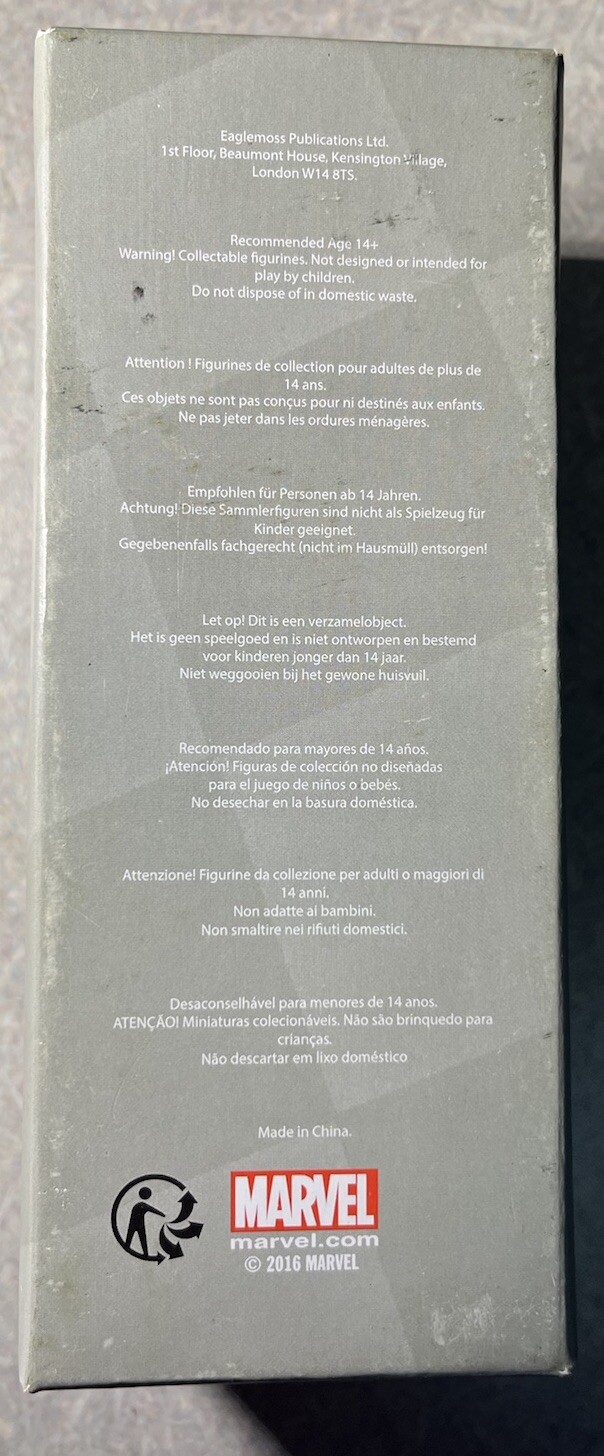 Eaglemoss Publications Ltd.
1st Floor, Beaumont House, Kensington Village,
London W14 8TS.
Recommended Age 14+
Warning! Collectable figurines. Not designed or intended for
play by children.
Do not dispose of in domestic waste.
Attention ! Figurines de collection pour adultes de plus de
14 ans.
Ces objets ne sont pas conçus pour ni destinés aux enfants.
Ne pas jeter dans les ordures ménagères.
Empfohlen für Personen ab 14 Jahren.
Achtung! Diese Sammlerfiguren sind nicht als Spielzeug für
Kinder geeignet.
Gegebenenfalls fachgerecht (nicht im Hausmüll) entsorgen!
Let op! Dit is een verzamelobject.
Het is geen speelgoed en is niet ontworpen en bestemd
voor kinderen jonger dan 14 jaar.
Niet weggooien bij het gewone huisvuil.
Recomendado para mayores de 14 años.
¡Atención! Figuras de colección no diseñadas
para el juego de niños o bebés.
No desechar en la basura doméstica.
Attenzione! Figurine da collezione per adulti o maggiori di
14 anni.
Non adatte ai bambini.
Non smaltire nei rifiuti domestici.
Desaconselhável para menores de 14 anos.
ATENÇÃO! Miniaturas colecionáveis. Não são brinquedo para
crianças.
Não descartar em lixo doméstico
Made in China.
MARVEL
marvel.com
© 2016 MARVEL